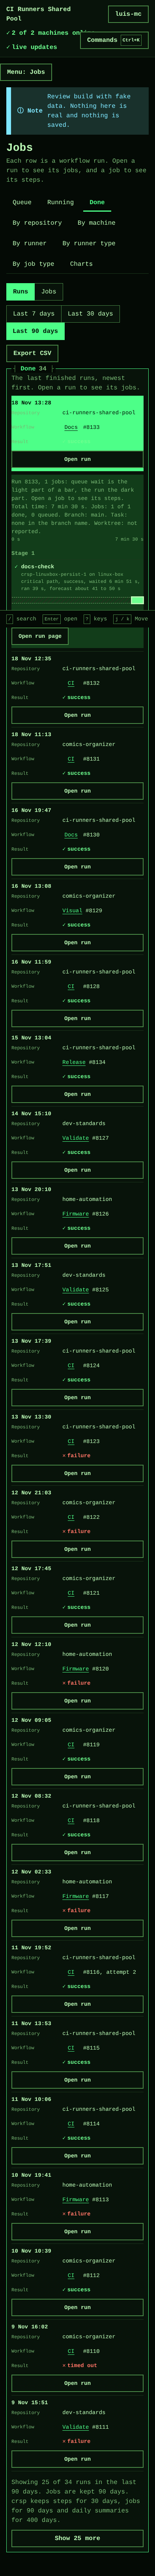 CI Runners Shared
Pool
luis-mc
✓ 2 of 2 machines
✓ live updates
Commands Ctrl+K
Menu: Jobs
ⓘ Note
Review build with fake
data. Nothing here is
real and nothing is
saved.
Jobs
Each row is a workflow run. Open a
run to see its jobs, and a job to see
its steps.
Queue Running Done
By repository By machine
By runner By runner type
By job type Charts
Runs Jobs
Last 7 days Last 30 days
Last 90 days
Export CSV
Done 34
The last finished runs, newest
first. Open a run to see its jobs.
18 Nov 13:28
ci-runners-shared-pool
Docs #8133
Open run
Run 8133, 1 jobs: queue wait is the
light part of a bar, the run the dark
part. Open a job to see its steps.
Total time: 7 min 30 s. Jobs: 1 of 1
done, 0 queued. Branch: main. Task:
none in the branch name. Worktree: not
reported.
0 s 7 min 30 s
Stage 1
✓ docs-check
/ search Enter open ? keys j / k Move
Open run page
18 Nov 12:35
Repository ci-runners-shared-pool
Workflow CI #8132
Result ✓ success
Open run
18 Nov 11:13
Repository comics-organizer
Workflow CI #8131
Result ✓ success
Open run
16 Nov 19:47
Repository ci-runners-shared-pool
Workflow Docs #8130
Result ✓ success
Open run
16 Nov 13:08
Repository comics-organizer
Workflow Visual #8129
Result ✓ success
Open run
16 Nov 11:59
Repository ci-runners-shared-pool
Workflow CI #8128
Result ✓ success
Open run
15 Nov 13:04
Repository ci-runners-shared-pool
Workflow Release #8134
Result ✓ success
Open run
14 Nov 15:10
Repository dev-standards
Workflow Validate #8127
Result ✓ success
Open run
13 Nov 20:10
Repository home-automation
Workflow Firmware #8126
Result ✓ success
Open run
13 Nov 17:51
Repository dev-standards
Workflow Validate #8125
Result ✓ success
Open run
13 Nov 17:39
Repository ci-runners-shared-pool
Workflow CI #8124
Result ✓ success
Open run
13 Nov 13:30
Repository ci-runners-shared-pool
Workflow CI #8123
Result × failure
Open run
12 Nov 21:03
Repository comics-organizer
Workflow CI #8122
Result × failure
Open run
12 Nov 17:45
Repository comics-organizer
Workflow CI #8121
Result ✓ success
Open run
12 Nov 12:10
Repository home-automation
Workflow Firmware #8120
Result × failure
Open run
12 Nov 09:05
Repository comics-organizer
Workflow CI #8119
Result ✓ success
Open run
12 Nov 08:32
Repository comics-organizer
Workflow CI #8118
Result ✓ success
Open run
12 Nov 02:33
Repository home-automation
Workflow Firmware #8117
Result × failure
Open run
11 Nov 19:52
Repository ci-runners-shared-pool
Workflow CI #8116, attempt 2
Result ✓ success
Open run
11 Nov 13:53
Repository ci-runners-shared-pool
Workflow CI #8115
Result ✓ success
Open run
11 Nov 10:06
Repository ci-runners-shared-pool
Workflow CI #8114
Result ✓ success
Open run
10 Nov 19:41
Repository home-automation
Workflow Firmware #8113
Result × failure
Open run
10 Nov 10:39
Repository comics-organizer
Workflow CI #8112
Result ✓ success
Open run
9 Nov 16:02
Repository comics-organizer
Workflow CI #8110
Result × timed out
Open run
9 Nov 15:51
Repository dev-standards
Workflow Validate #8111
Result × failure
Open run
Showing 25 of 34 runs in the last
90 days. Jobs are kept 90 days.
crsp keeps steps for 30 days, jobs
for 90 days and daily summaries
for 400 days.
Show 25 more